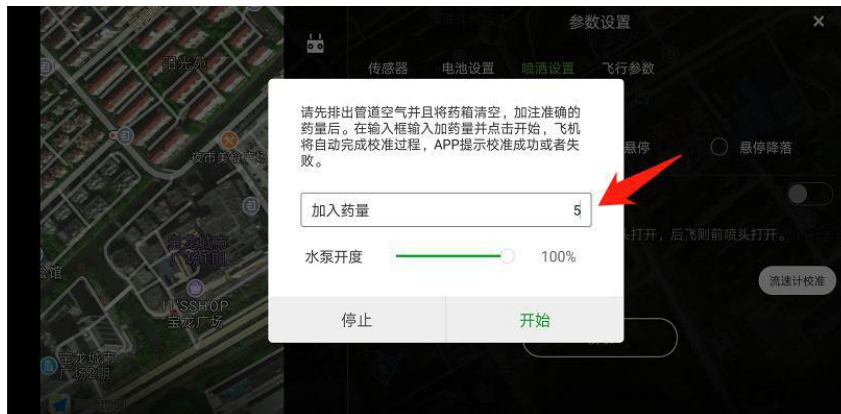 参数设置
×
传感器 电池设置 喷洒设置 飞行参数
阳光苑
夜市美食广场
请先排出管道空气并且将药箱清空，加注准确的
药量后。在输入框输入加药量并点击开始，飞机
将自动完成校准过程，APP提示校准成功或者失
败。
悬停 悬停降落
加入药量 5
头打开，后飞则前喷头打开。
水泵开度 100%
流速计校准
停止 开始
宝龙城市
广场1期
IT'SSHOP
宝龙广场
宝龙城市
广场2期